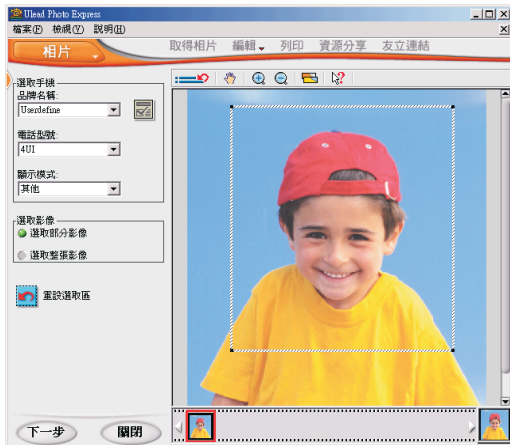 Ulead Photo Express
檔案(F) 檢視(V) 說明(H)
相片 取得相片 編輯 列印 資源分享 友立連結
選取手機
品牌名稱:
Userdefine
電話型號:
4UI
顯示模式:
其他
選取影像
選取部分影像
選取整張影像
重設選取區
下一步 關閉